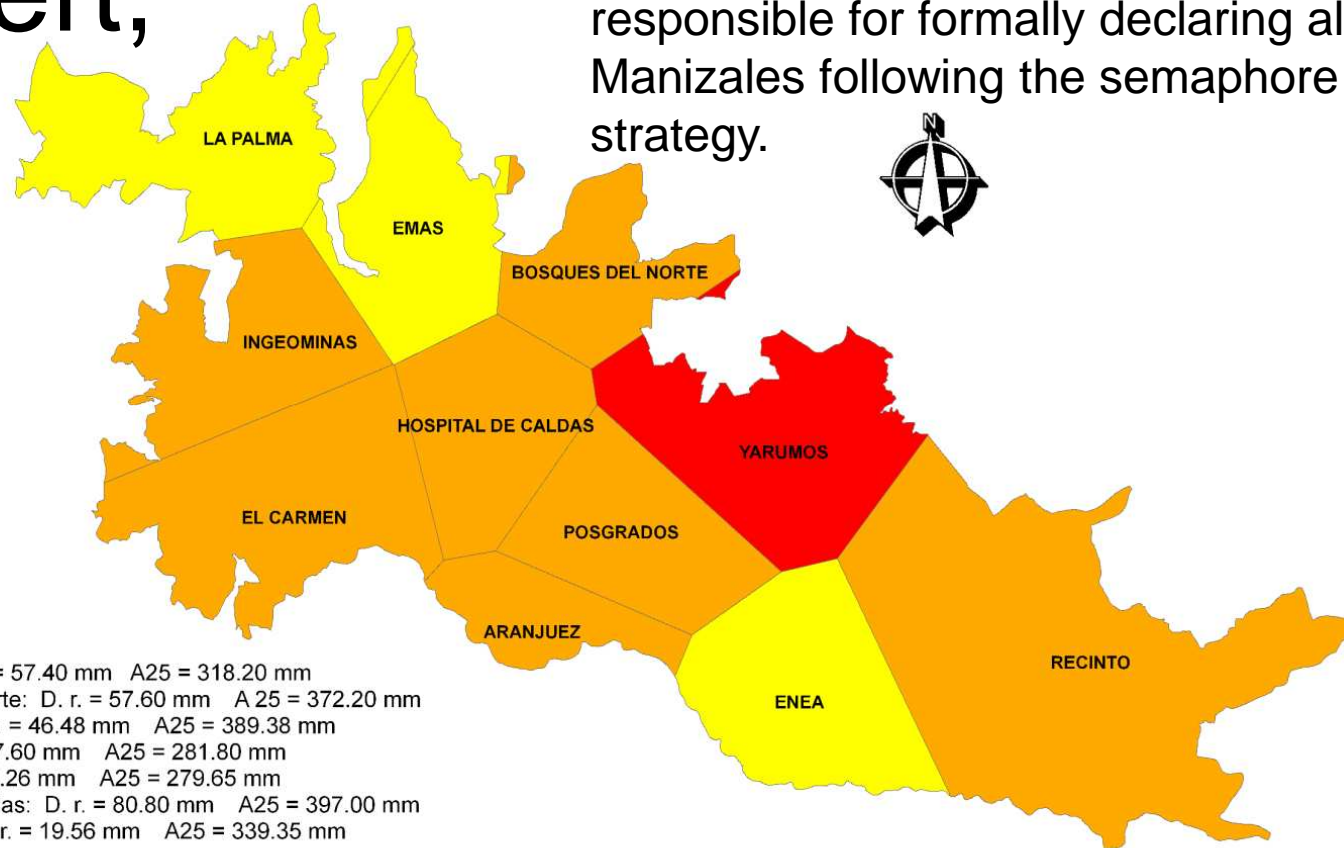 responsible for formally declaring al
Manizales following the semaphore
strategy.
N
LA PALMA
EMAS
BOSQUES DEL NORTE
INGEOMINAS
HOSPITAL DE CALDAS
YARUMOS
EL CARMEN
POSGRADOS
ARANJUEZ
RECINTO
ENEA
= 57.40 mm A25 = 318.20 mm
rte: D. r. = 57.60 mm A 25 = 372.20 mm
= 46.48 mm A25 = 389.38 mm
7.60 mm A25 = 281.80 mm
.26 mm A25 = 279.65 mm
as: D. r. = 80.80 mm A25 = 397.00 mm
r. = 19.56 mm A25 = 339.35 mm